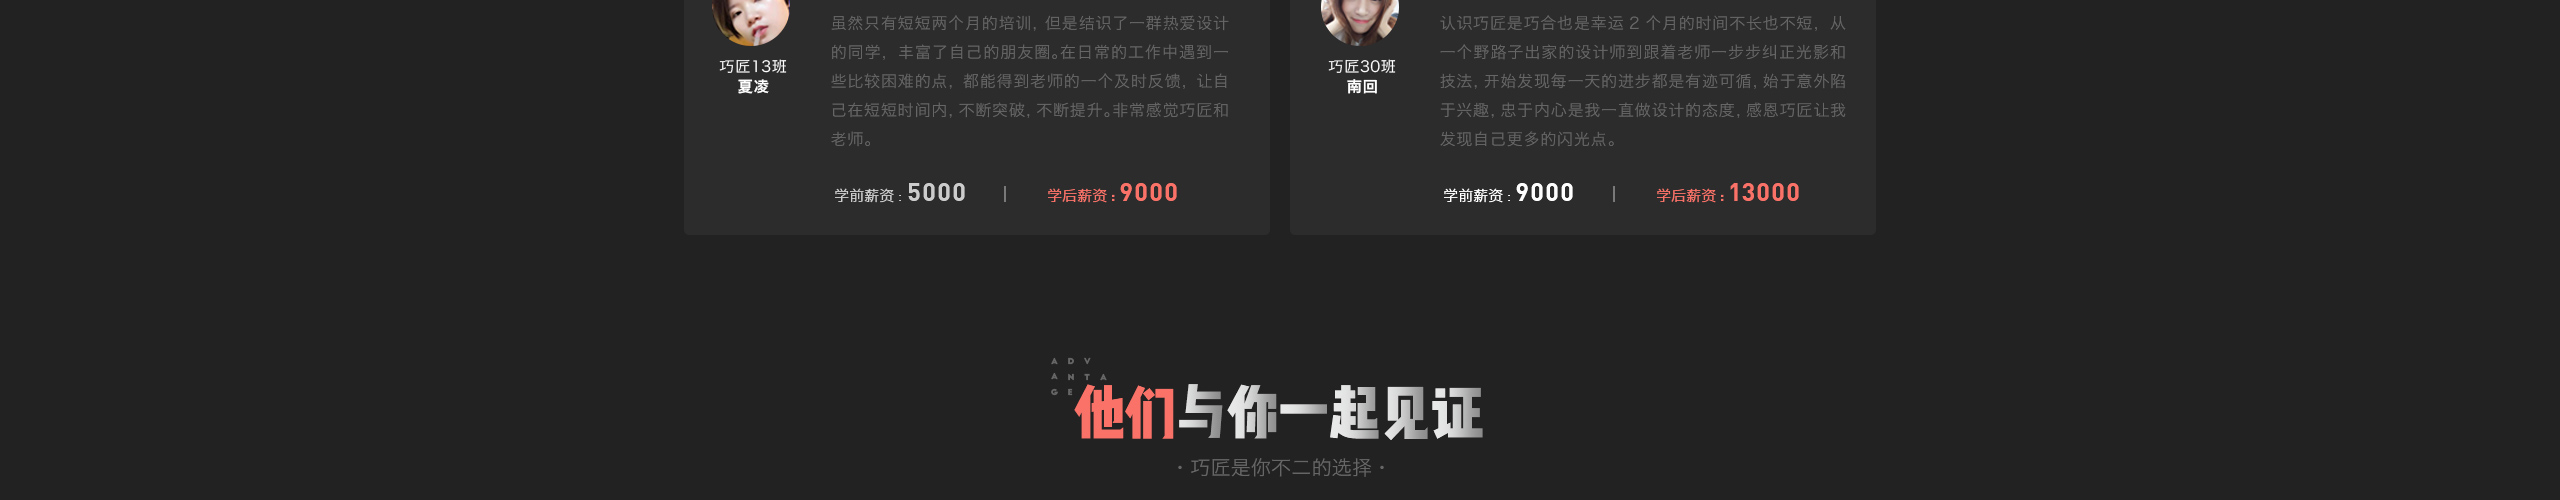 虽然只有短短两个月的培训, 但是结识了一群热爱设计
的同学，丰富了自己的朋友圈。在日常的工作中遇到一
些比较困难的点，都能得到老师的一个及时反馈，让自
己在短短时间内, 不断突破, 不断提升。非常感觉巧匠和
老师。
巧匠13班
夏凌
学前薪资 : 5000 | 学后薪资 : 9000
认识巧匠是巧合也是幸运 2 个月的时间不长也不短，从
一个野路子出家的设计师到跟着老师一步步纠正光影和
技法, 开始发现每一天的进步都是有迹可循, 始于意外陷
于兴趣, 忠于内心是我一直做设计的态度, 感恩巧匠让我
发现自己更多的闪光点。
巧匠30班
南回
学前薪资 : 9000 | 学后薪资 : 13000
A D V
A N T A
G E
他们与你一起见证
· 巧匠是你不二的选择 ·